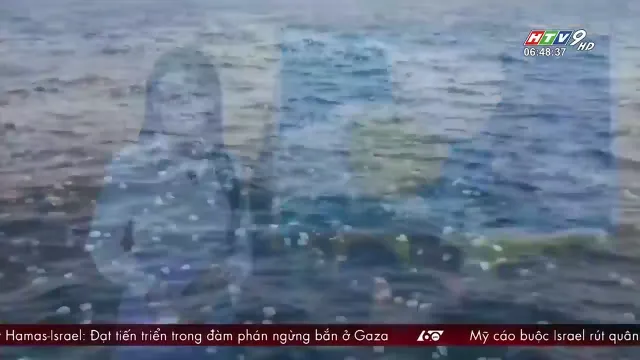 HTV9 HD
06:48:37
Hamas-Israel: Đạt tiến triển trong đàm phán ngừng bắn ở Gaza 60 Mỹ cáo buộc Israel rút quân